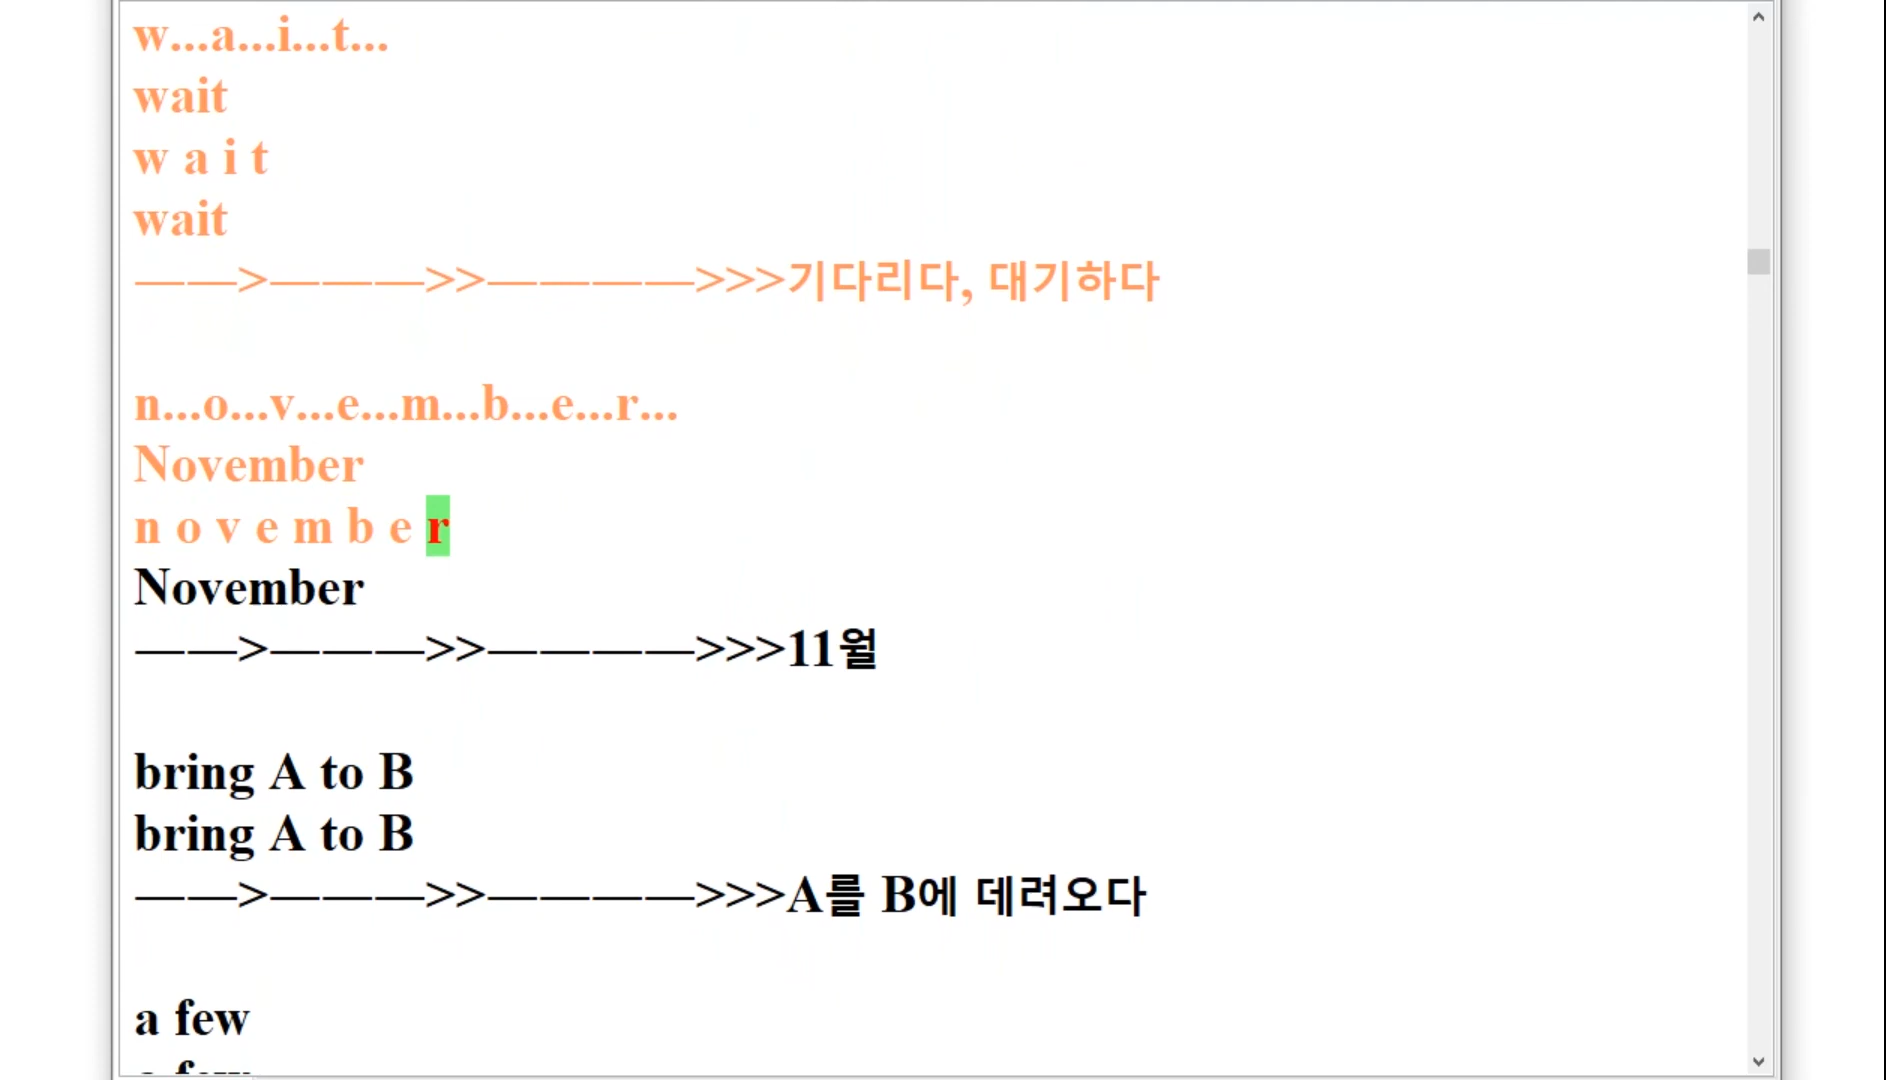 w...a...i...t...
wait
w a i t
wait
——>———>>————>>>기다리다, 대기하다
n...o...v...e...m...b...e...r...
November
n o v e m b e r
November
——>———>>————>>>11월
bring A to B
bring A to B
——>———>>————>>>A를 B에 데려오다
a few